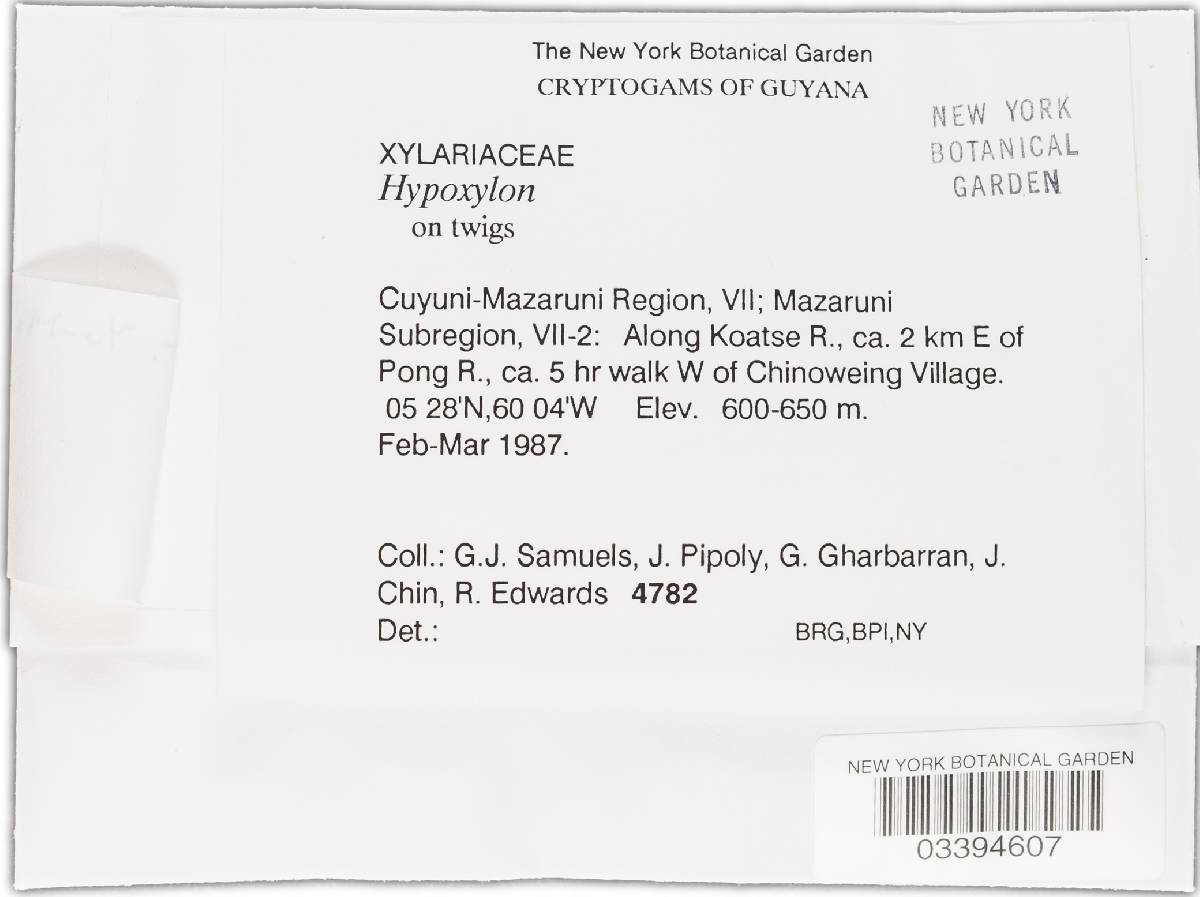 The New York Botanical Garden
CRYPTOGAMS OF GUYANA
NEW YORK
BOTANICAL
GARDEN
XYLARIACEAE
Hypoxylon
on twigs
Cuyuni-Mazaruni Region, VII; Mazaruni
Subregion, VII-2: Along Koatse R., ca. 2 km E of
Pong R., ca. 5 hr walk W of Chinoweing Village.
05 28'N,60 04'W Elev. 600-650 m.
Feb-Mar 1987.
Coll.: G.J. Samuels, J. Pipoly, G. Gharbarran, J.
Chin, R. Edwards 4782
Det.: BRG,BPI,NY
NEW YORK BOTANICAL GARDEN
03394607